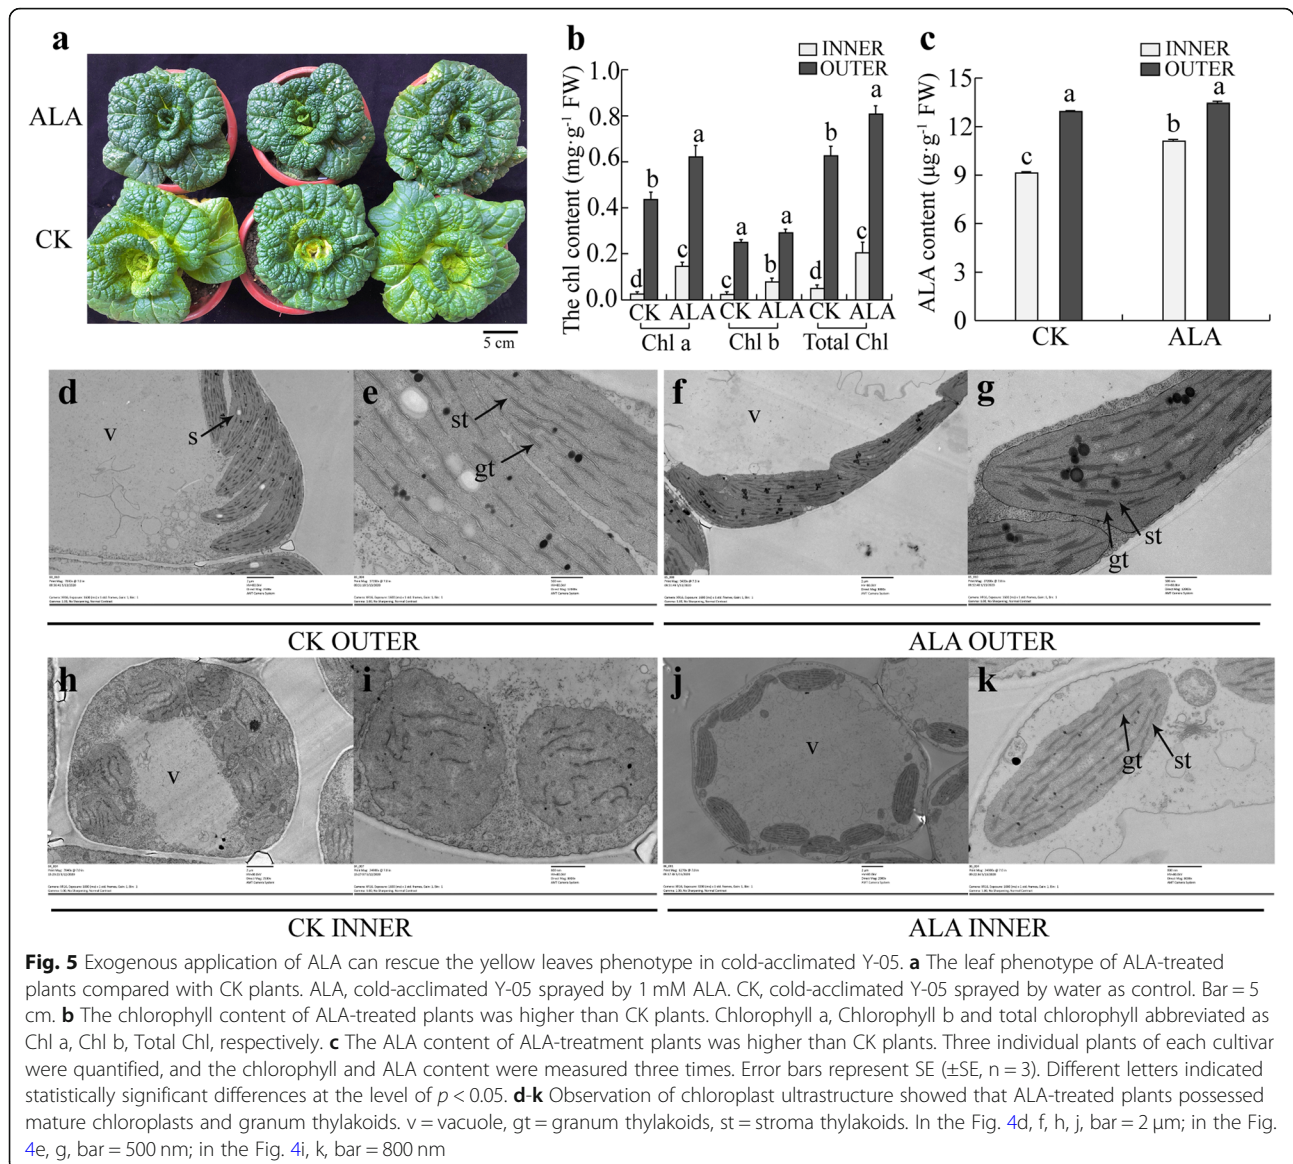 a
ALA
CK
5 cm
b
INNER
OUTER
The chl content (mg·g-1 FW)
1.0
0.8
0.6
0.4
0.2
0.0
d
b
c
a
c
a
b
a
d
b
c
a
CK ALA CK ALA CK ALA
Chl a Chl b Total Chl
c
INNER
OUTER
ALA content (μg·g-1 FW)
15
12
9
6
3
0
c
a
b
a
CK ALA
d
v
s
e
st
gt
f
v
g
gt
st
CK OUTER
ALA OUTER
h
v
i
j
v
k
gt
st
CK INNER
ALA INNER
Fig. 5 Exogenous application of ALA can rescue the yellow leaves phenotype in cold-acclimated Y-05. a The leaf phenotype of ALA-treated
plants compared with CK plants. ALA, cold-acclimated Y-05 sprayed by 1 mM ALA. CK, cold-acclimated Y-05 sprayed by water as control. Bar = 5
cm. b The chlorophyll content of ALA-treated plants was higher than CK plants. Chlorophyll a, Chlorophyll b and total chlorophyll abbreviated as
Chl a, Chl b, Total Chl, respectively. c The ALA content of ALA-treatment plants was higher than CK plants. Three individual plants of each cultivar
were quantified, and the chlorophyll and ALA content were measured three times. Error bars represent SE (±SE, n = 3). Different letters indicated
statistically significant differences at the level of p < 0.05. d-k Observation of chloroplast ultrastructure showed that ALA-treated plants possessed
mature chloroplasts and granum thylakoids. v = vacuole, gt = granum thylakoids, st = stroma thylakoids. In the Fig. 4d, f, h, j, bar = 2 μm; in the Fig.
4e, g, bar = 500 nm; in the Fig. 4i, k, bar = 800 nm